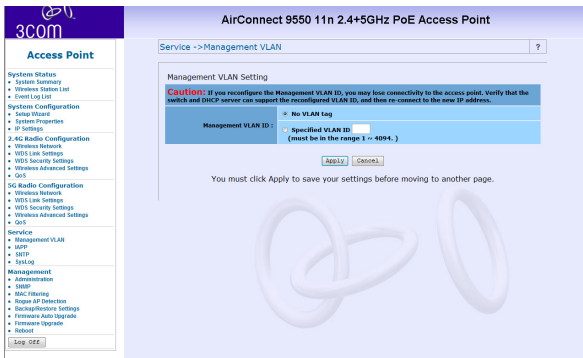 3COM
AirConnect 9550 11n 2.4+5GHz PoE Access Point
Access Point
System Status
System Summary
Wireless Station List
Event Log List
System Configuration
Setup Wizard
System Properties
IP Settings
2.4G Radio Configuration
Wireless Network
WDS Link Settings
WDS Security Settings
Wireless Advanced Settings
QoS
5G Radio Configuration
Wireless Network
WDS Link Settings
WDS Security Settings
Wireless Advanced Settings
QoS
Service
Management VLAN
IAPP
SNTP
SysLog
Management
Administration
SNMP
MAC Filtering
Rogue AP Detection
Backup/Restore Settings
Firmware Auto Upgrade
Firmware Upgrade
Reboot
Log Off
Service ->Management VLAN
?
Management VLAN Setting
Caution: If you reconfigure the Management VLAN ID, you may lose connectivity to the access point. Verify that the
switch and DHCP server can support the reconfigured VLAN ID, and then re-connect to the new IP address.
Management VLAN ID :
No VLAN tag
Specified VLAN ID
(must be in the range 1 ~ 4094. )
Apply Cancel
You must click Apply to save your settings before moving to another page.